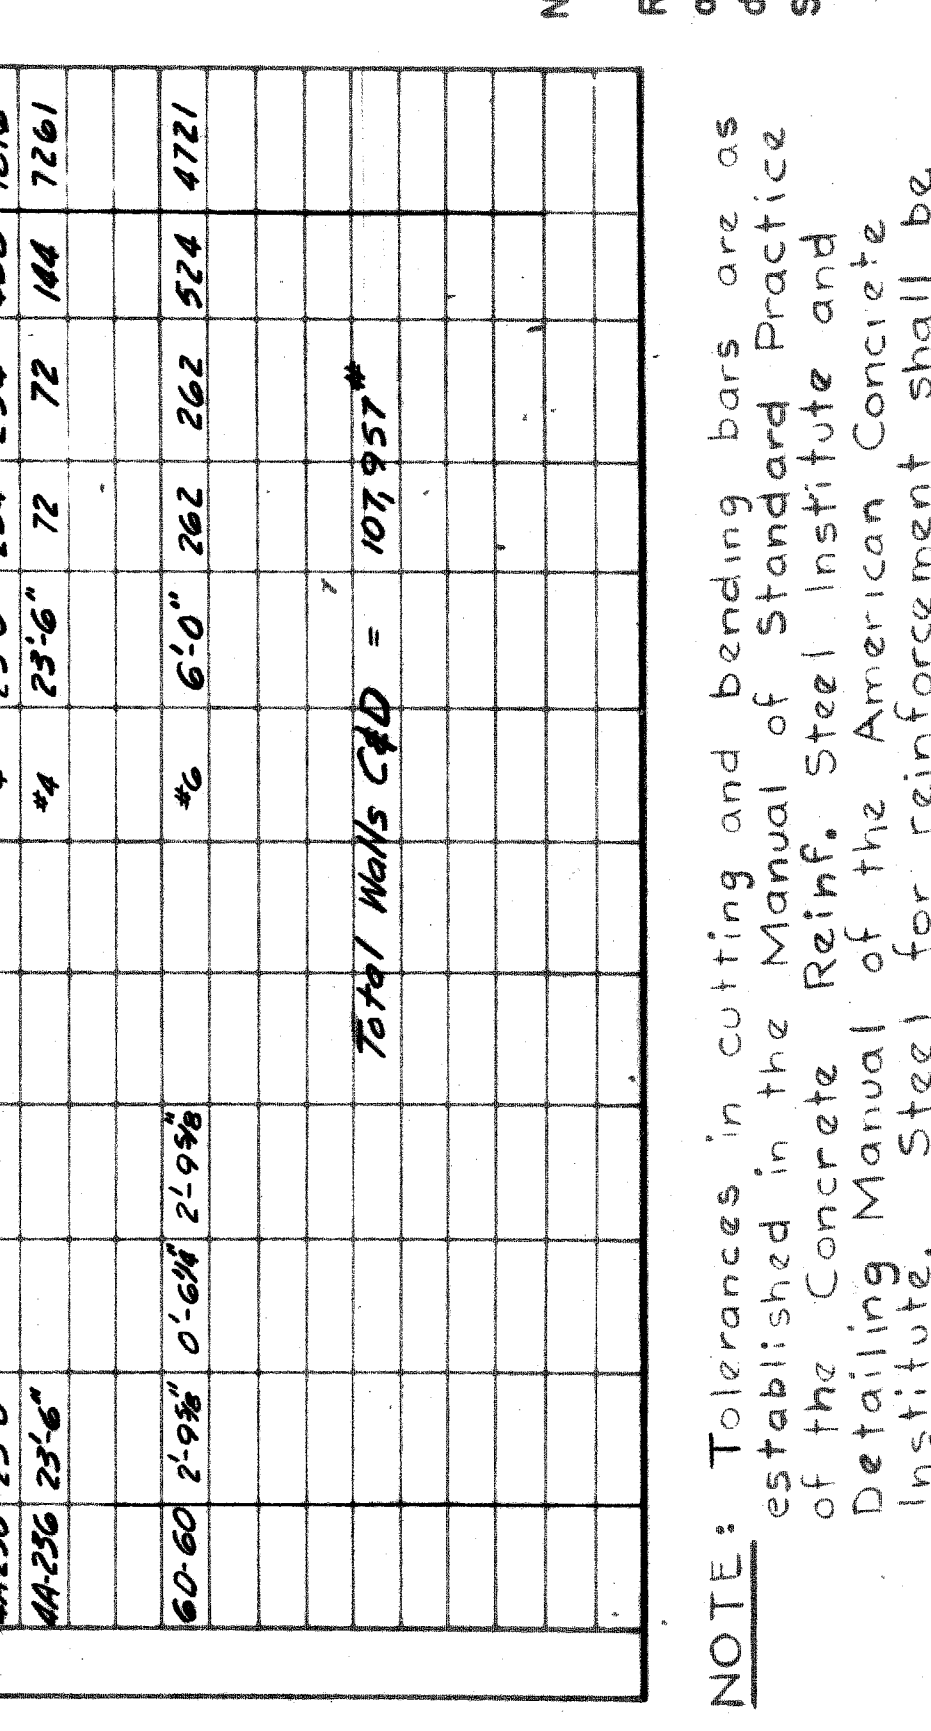 4A-236 23'-6" #4 23'-6" 72 72 144 7261
6D-60 2'-9⅝" 0'-6¼" 2'-9⅝" #6 6'-0" 262 262 524 4721
Total Walls C&D = 107,957#
NOTE: Tolerances in cutting and bending bars are as
established in the Manual of Standard Practice
of the Concrete Reinf. Steel Institute and
Detailing Manual of the American Concrete
Institute. Steel for reinforcement shall be